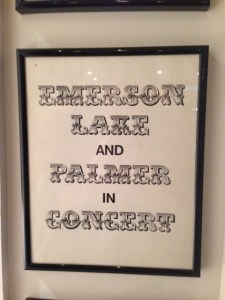 EMERSON
LAKE
AND
PALMER
IN
CONCERT